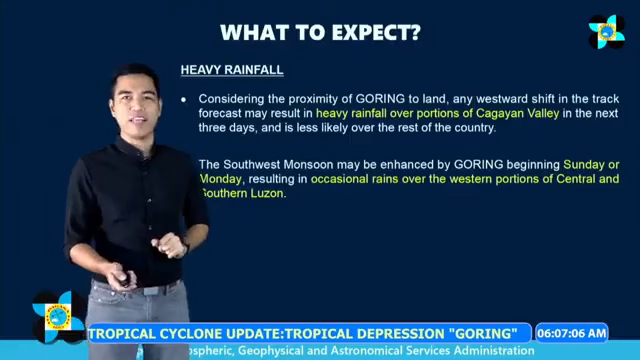 WHAT TO EXPECT?
HEAVY RAINFALL
• Considering the proximity of GORING to land, any westward shift in the track
forecast may result in heavy rainfall over portions of Cagayan Valley in the next
three days, and is less likely over the rest of the country.
The Southwest Monsoon may be enhanced by GORING beginning Sunday or
Monday, resulting in occasional rains over the western portions of Central and
Southern Luzon.
TROPICAL CYCLONE UPDATE:TROPICAL DEPRESSION "GORING"
06:07:06 AM
Geophysical and Astronomical Services Administration